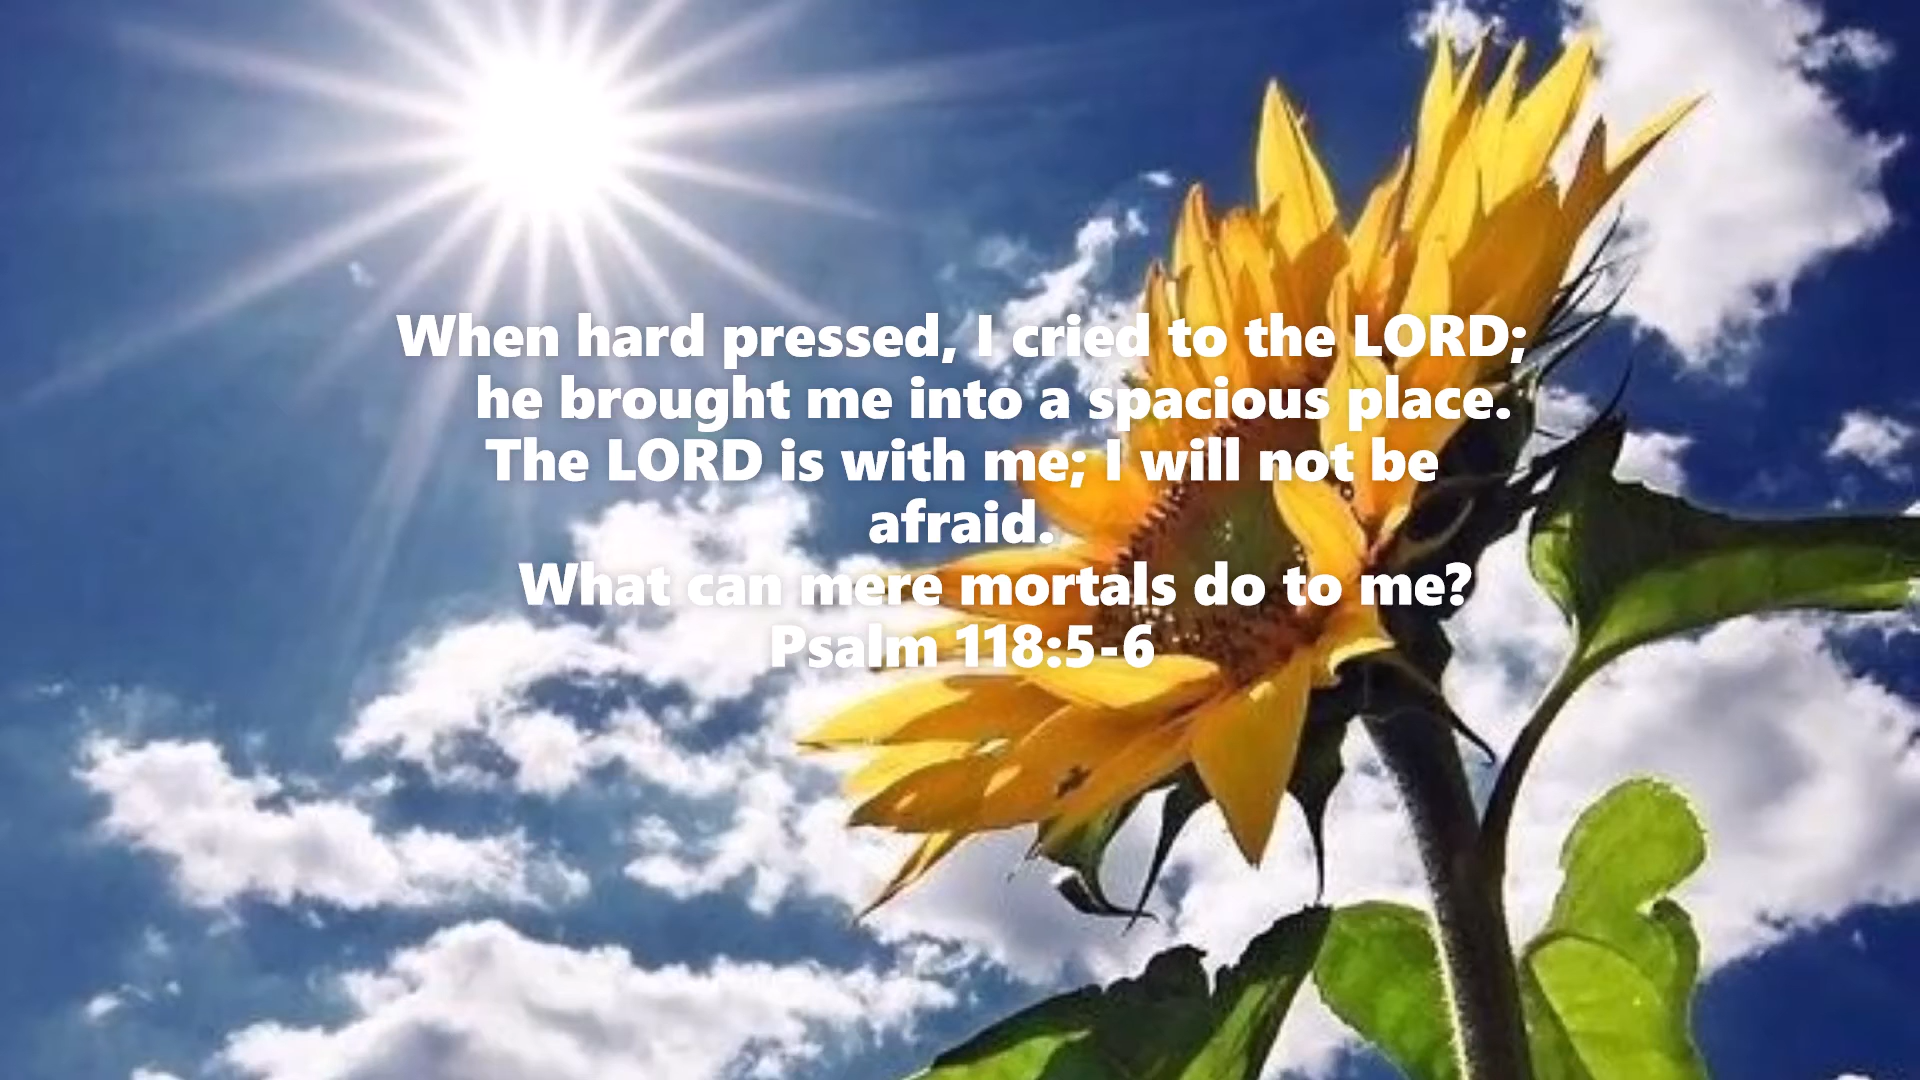 When hard pressed, I cried to the LORD;
he brought me into a spacious place.
The LORD is with me; I will not be
afraid.
What can mere mortals do to me?
Psalm 118:5-6